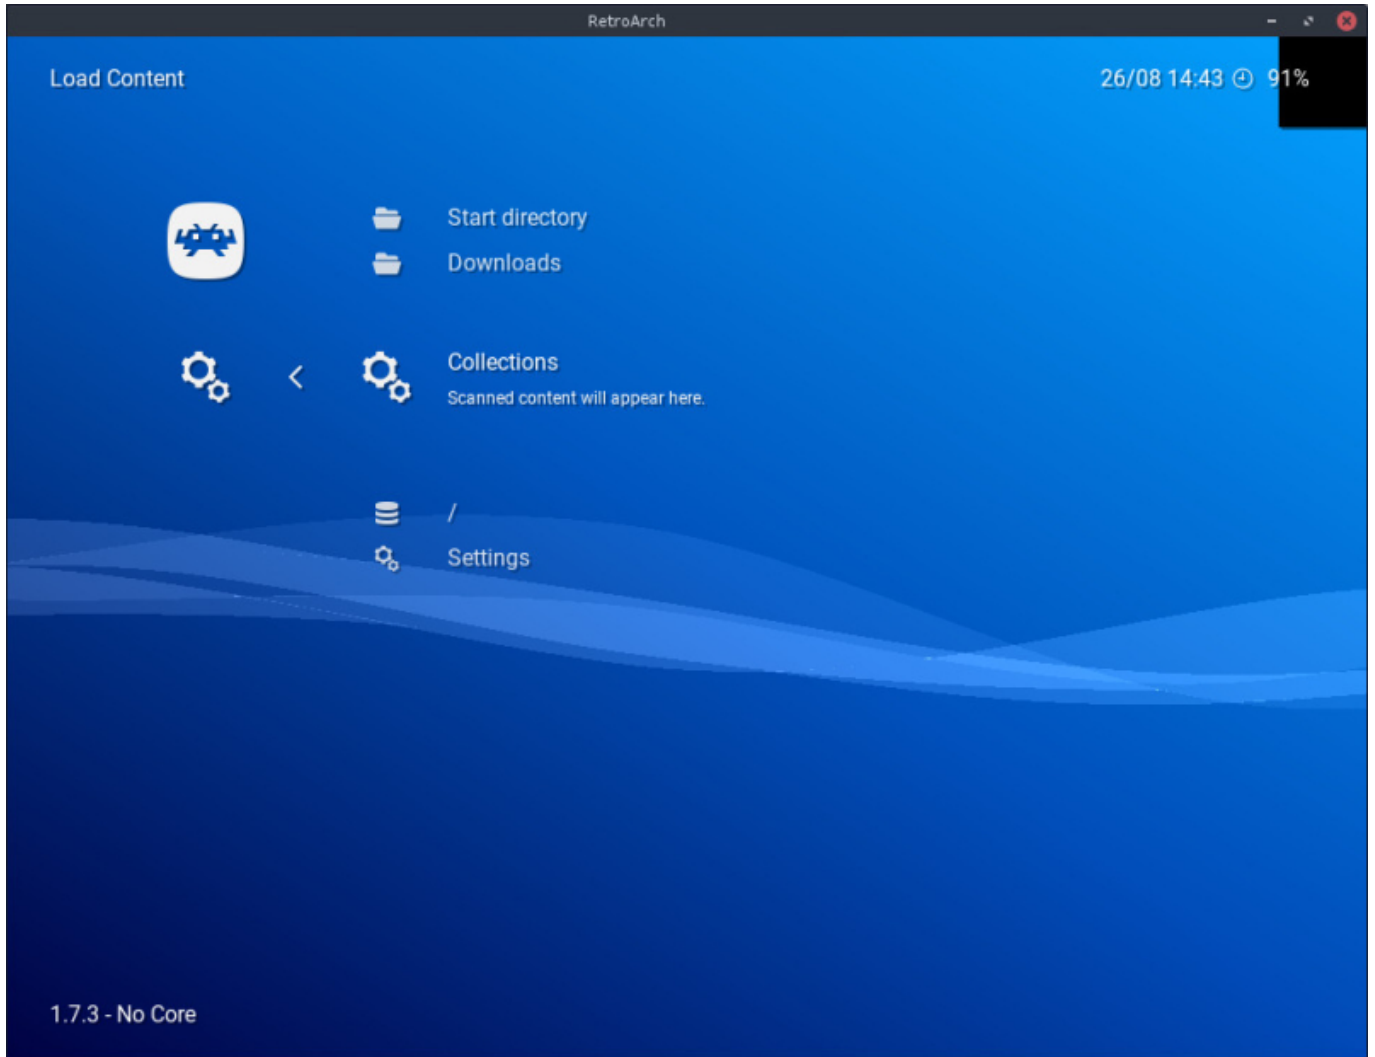 RetroArch
Load Content
26/08 14:43 91%
Start directory
Downloads
Collections
Scanned content will appear here.
/
Settings
1.7.3 - No Core